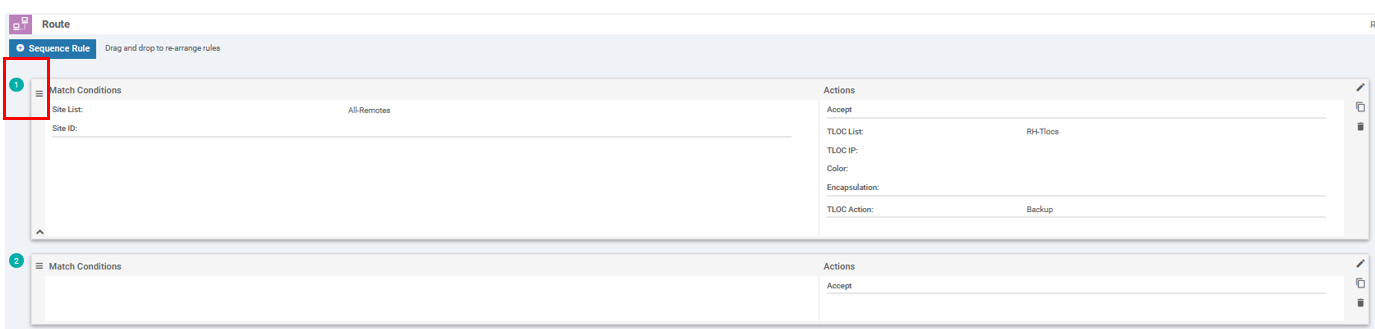 Route
R
Sequence Rule Drag and drop to re-arrange rules
1
Match Conditions Actions
Site List: All-Remotes Accept
Site ID:
TLOC List: RH-Tlocs
TLOC IP:
Color:
Encapsulation:
TLOC Action: Backup
2
Match Conditions Actions
Accept